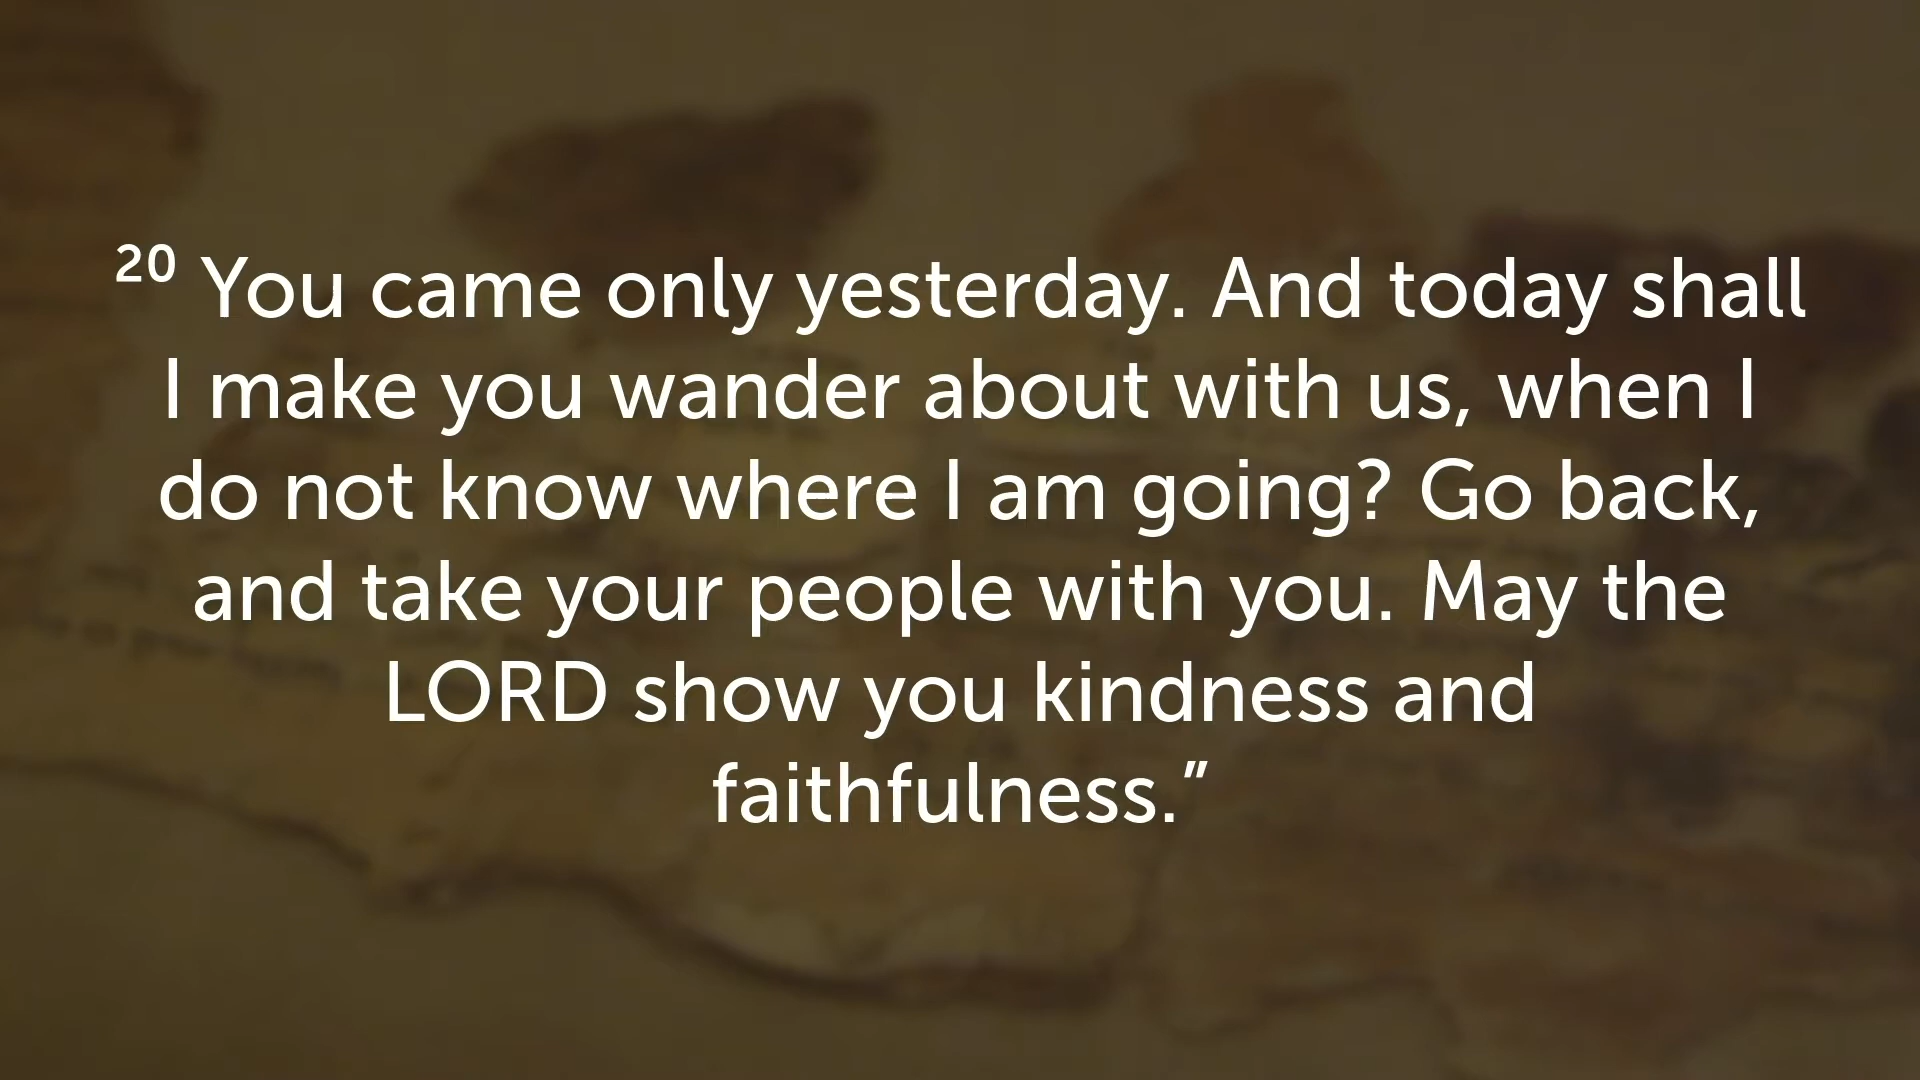 20 You came only yesterday. And today shall
I make you wander about with us, when I
do not know where I am going? Go back,
and take your people with you. May the
LORD show you kindness and
faithfulness.”